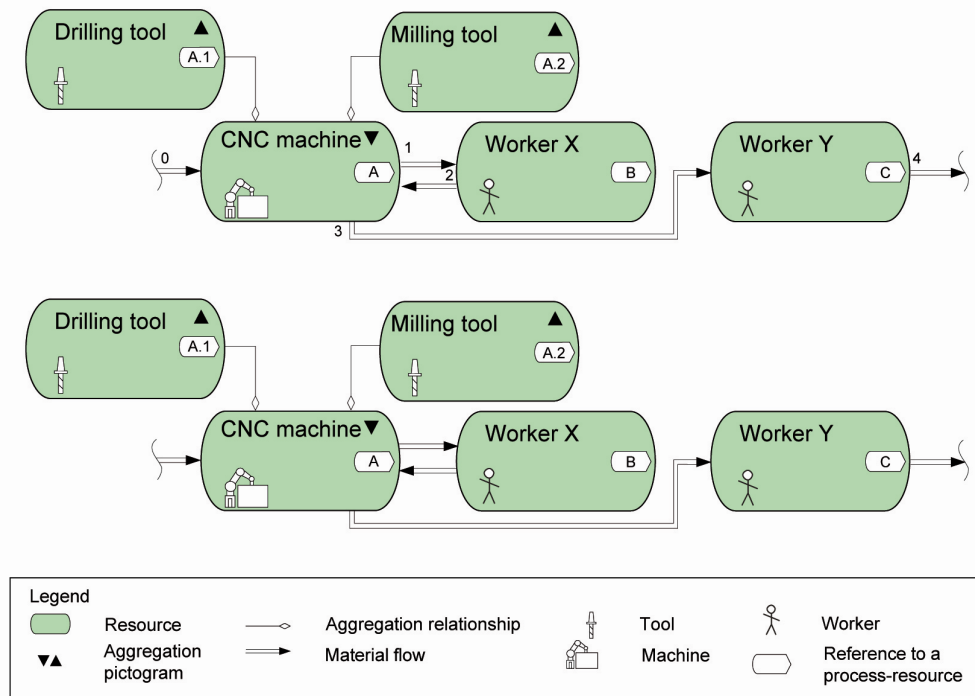 Drilling tool
A.1
Milling tool
A.2
CNC machine
A
Worker X
B
Worker Y
C
0
1
2
3
4
Drilling tool
A.1
Milling tool
A.2
CNC machine
A
Worker X
B
Worker Y
C
Legend
Resource
Aggregation relationship
Tool
Worker
Aggregation
pictogram
Material flow
Machine
Reference to a
process-resource